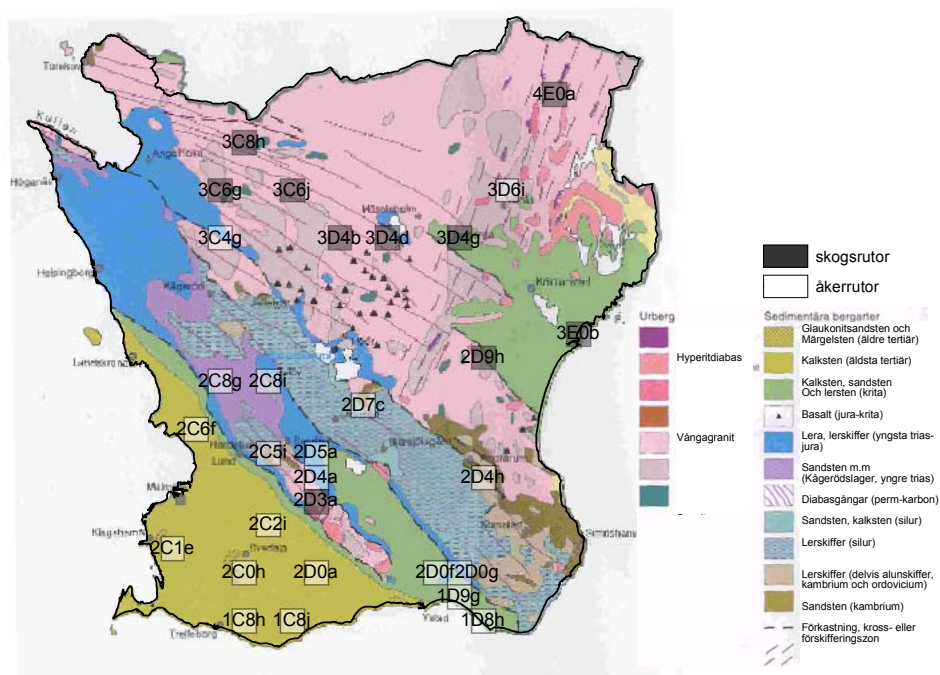 Torekov
4E0a
Kullen
3C8h
Ängelholm
Höganäs
3C6g
3C6j
3D6i
Hässleholm
3C4g
3D4b
3D4d
3D4g
skogsrutor
Helsingborg
Kågeröd
Kristianstad
åkerrutor
3E0b
Urberg
Sedimentära bergarter
Glaukonitsandsten och
Märgelsten (äldre tertiär)
Landskrona
2D9h
Hyperitdiabas
Kalksten (äldsta tertiär)
2C8g
2C8i
Kalksten, sandsten
Och lersten (krita)
2D7c
Basalt (jura-krita)
2C6f
Vångagranit
Lera, lerskiffer (yngsta trias-
jura)
2C5i
2D5a
Lund
2D4a
2D4h
Sandsten m.m
(Kågerödslager, yngre trias)
Malmö
2D3a
Diabasgångar (perm-karbon)
2C2i
Sandsten, kalksten (silur)
Klagshamn
2C1e
Svedala
Simrishamn
Lerskiffer (silur)
2C0h
2D0a
2D0f
2D0g
Lerskiffer (delvis alunskiffer,
kambrium och ordovicium)
1D9g
Sandsten (kambrium)
1C8h
1C8j
Ystad
1D8h
Trelleborg
Förkastning, kross- eller
förskifferingszon